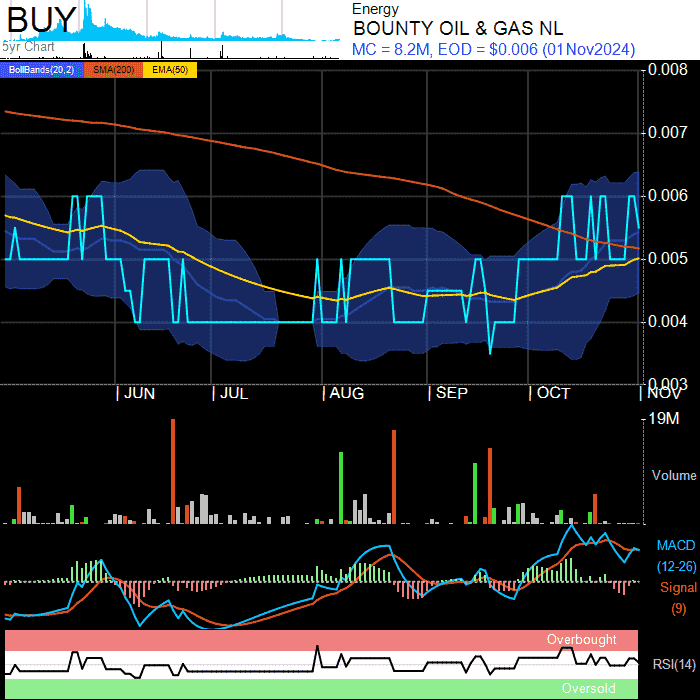 BUY
5yr Chart
Energy
BOUNTY OIL & GAS NL
MC = 8.2M, EOD = $0.006 (01Nov2024)
BollBands(20,2) SMA(200) EMA(50)
0.008
0.007
0.006
0.005
0.004
0.003
| JUN | JUL | AUG | SEP | OCT | NOV
19M
Volume
MACD
(12-26)
Signal
(9)
Overbought
RSI(14)
Oversold